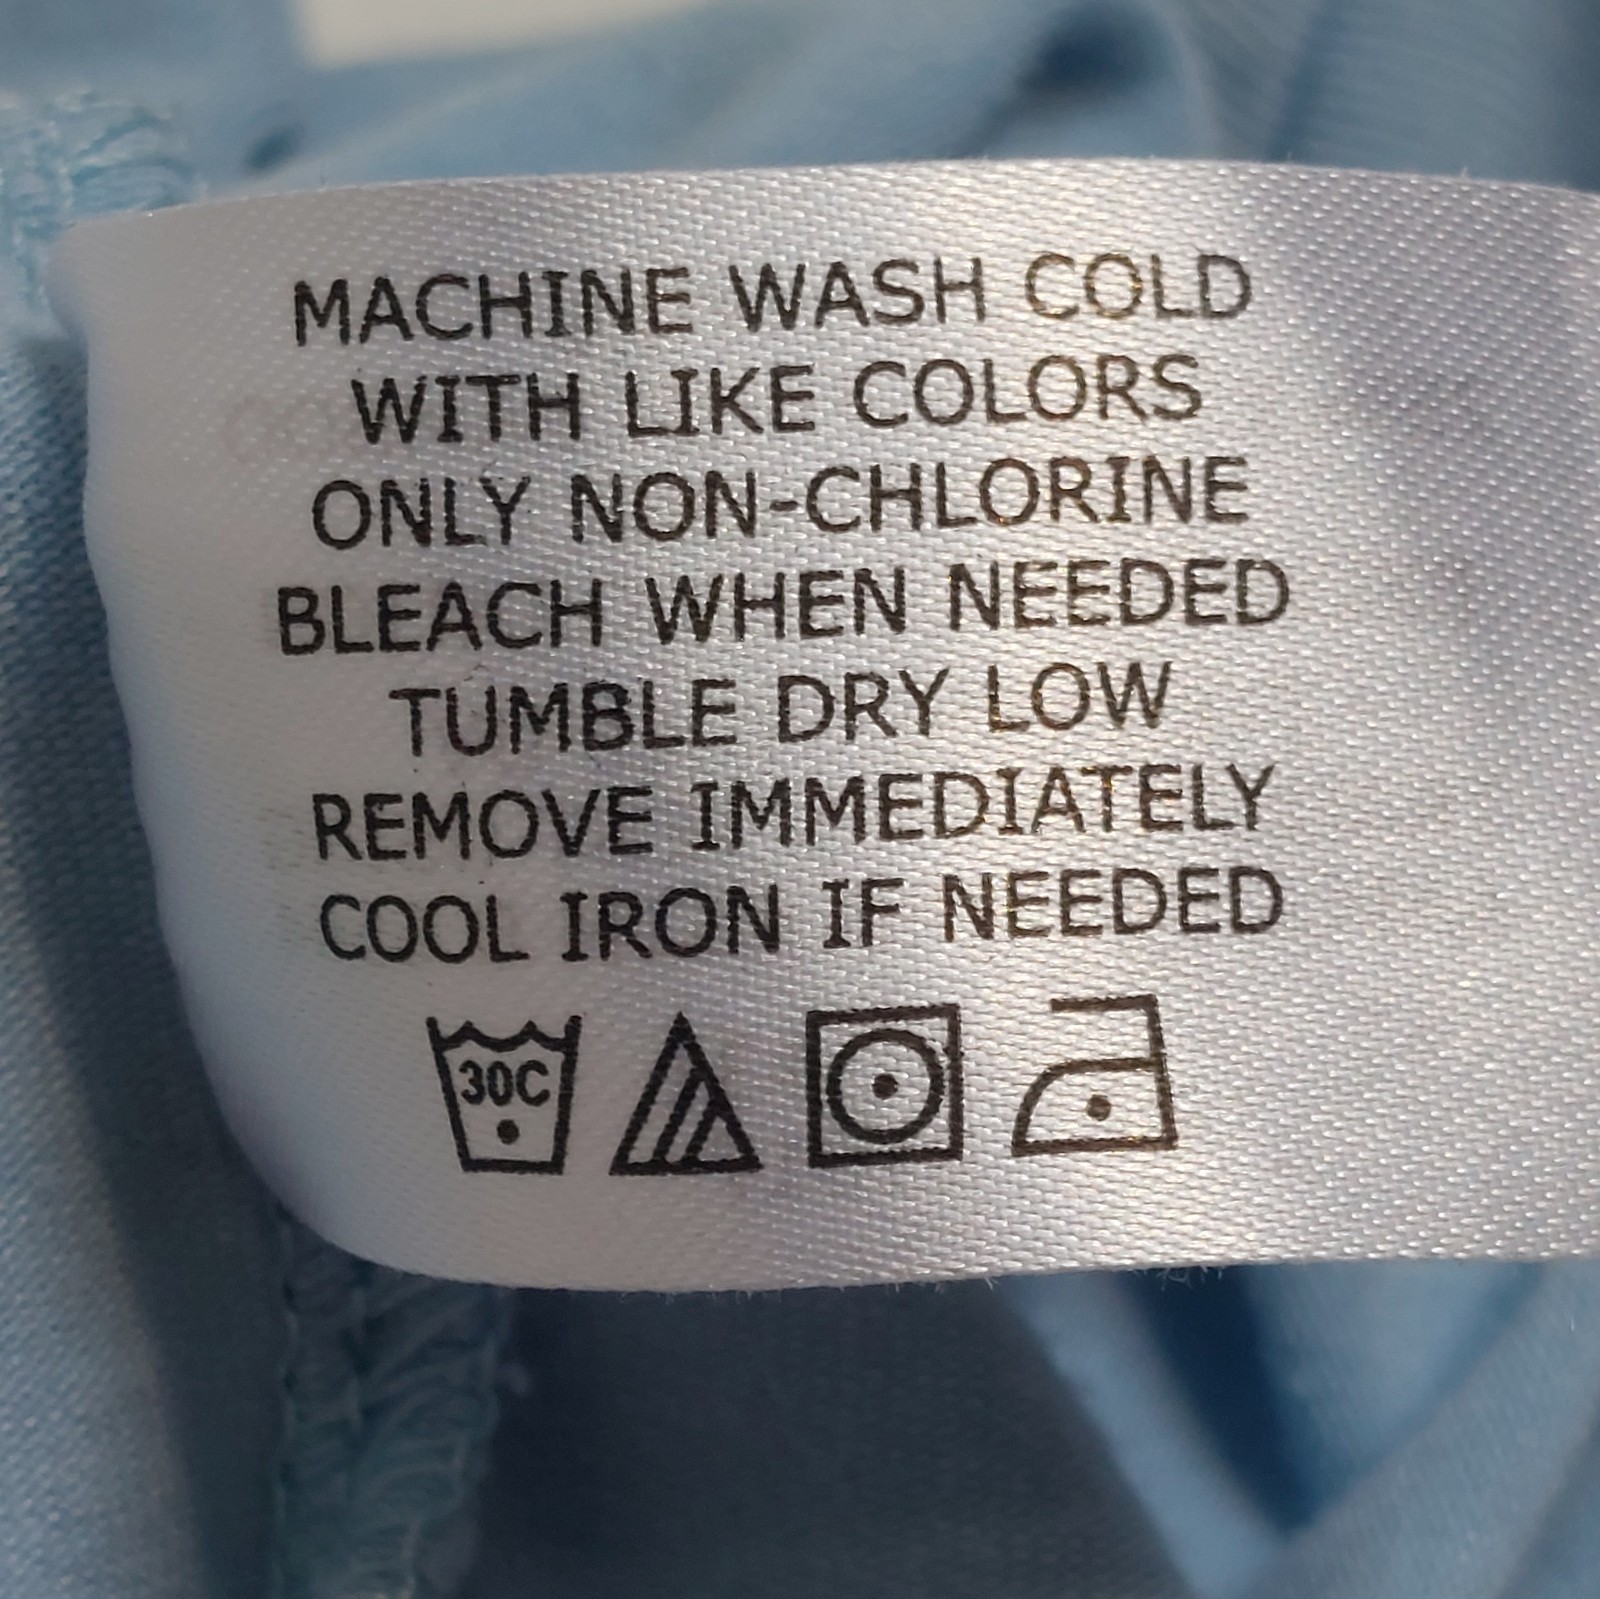 MACHINE WASH COLD
WITH LIKE COLORS
ONLY NON-CHLORINE
BLEACH WHEN NEEDED
TUMBLE DRY LOW
REMOVE IMMEDIATELY
COOL IRON IF NEEDED
30C